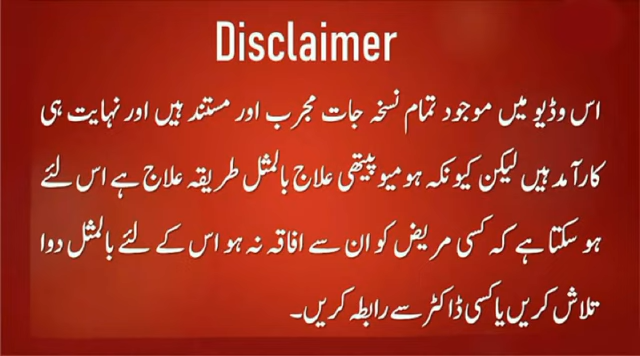 Disclaimer
اس وڈیو میں موجود تمام نسخہ جات مجرب اور مستند ہیں اور نہایت ہی
کارآمد ہیں لیکن کیونکہ ہومیوپیتھی علاج بالمثل طریقہ علاج ہے اس لئے
ہو سکتا ہے کہ کسی مریض کو ان سے افاقہ نہ ہو اس کے لئے بالمثل دوا
تلاش کریں یا کسی ڈاکٹر سے رابطہ کریں۔